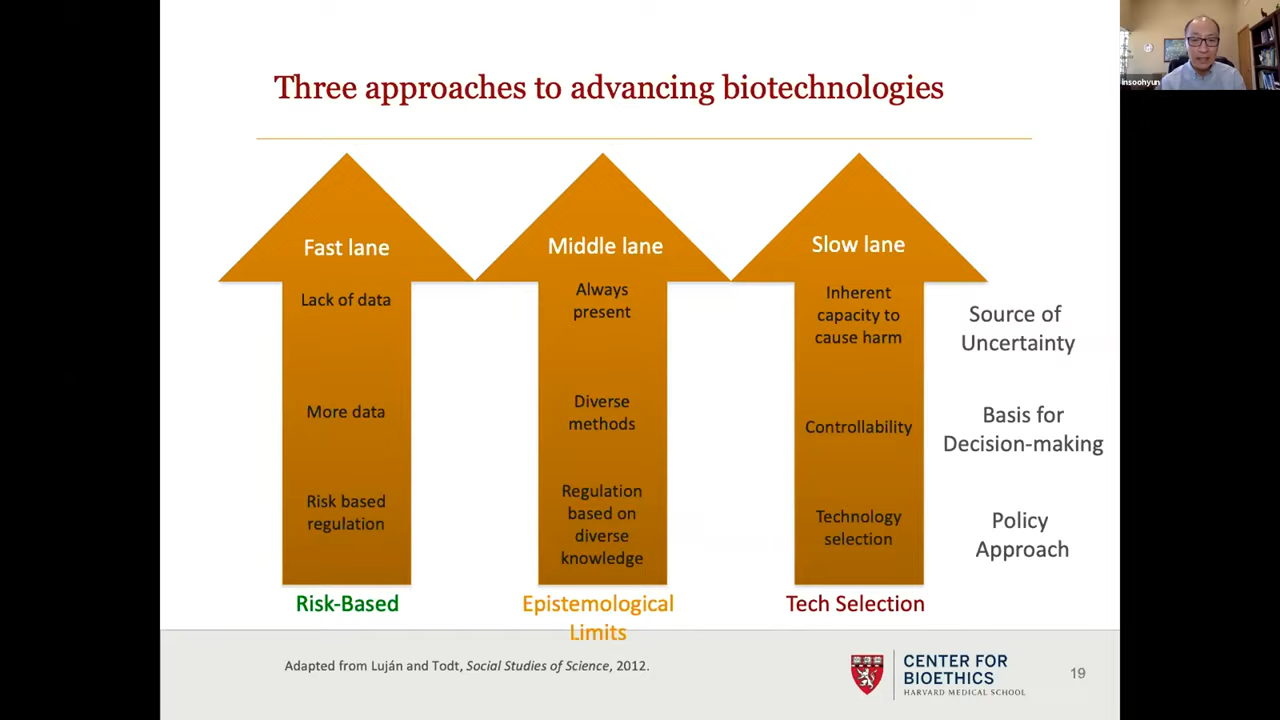 Three approaches to advancing biotechnologies
insoohyun
Fast lane
Lack of data
More data
Risk based
regulation
Risk-Based
Middle lane
Always
present
Diverse
methods
Regulation
based on
diverse
knowledge
Epistemological
Limits
Slow lane
Inherent
capacity to
cause harm
Controllability
Technology
selection
Tech Selection
Source of
Uncertainty
Basis for
Decision-making
Policy
Approach
Adapted from Luján and Todt, Social Studies of Science, 2012.
CENTER FOR
BIOETHICS
HARVARD MEDICAL SCHOOL
19